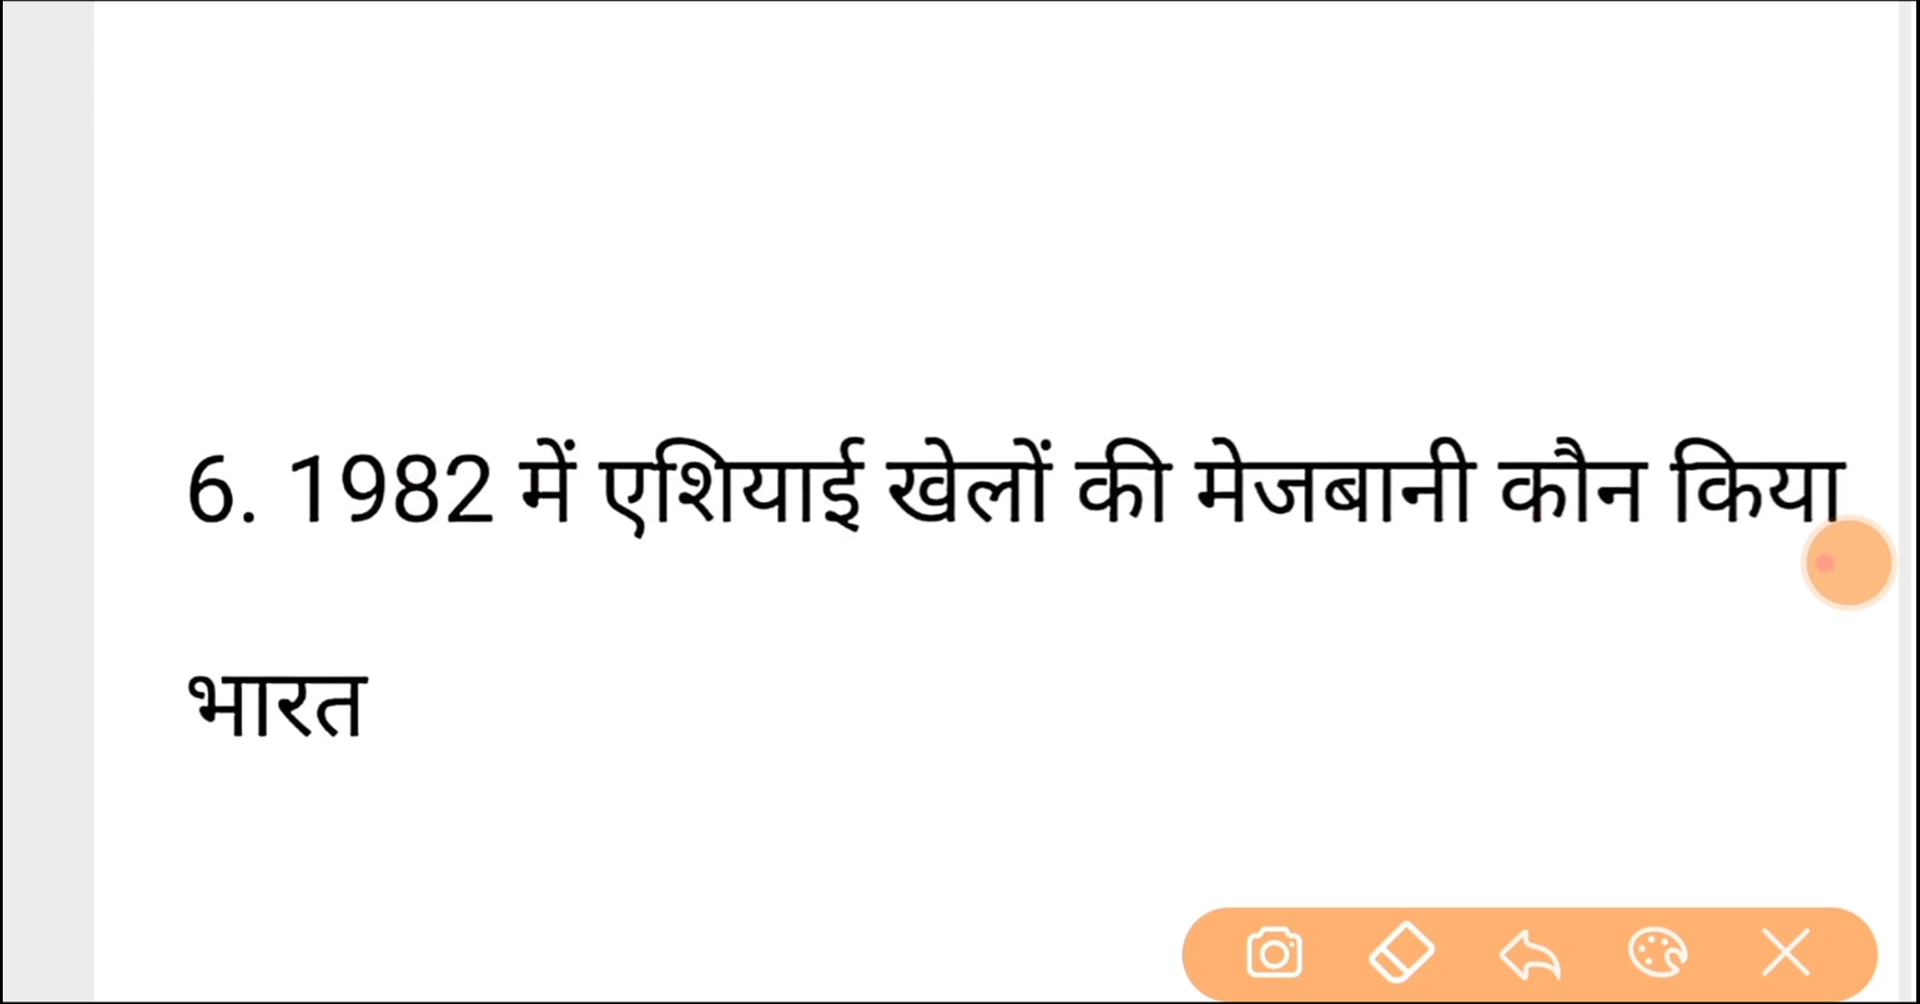 6. 1982 में एशियाई खेलों की मेजबानी कौन किया
भारत